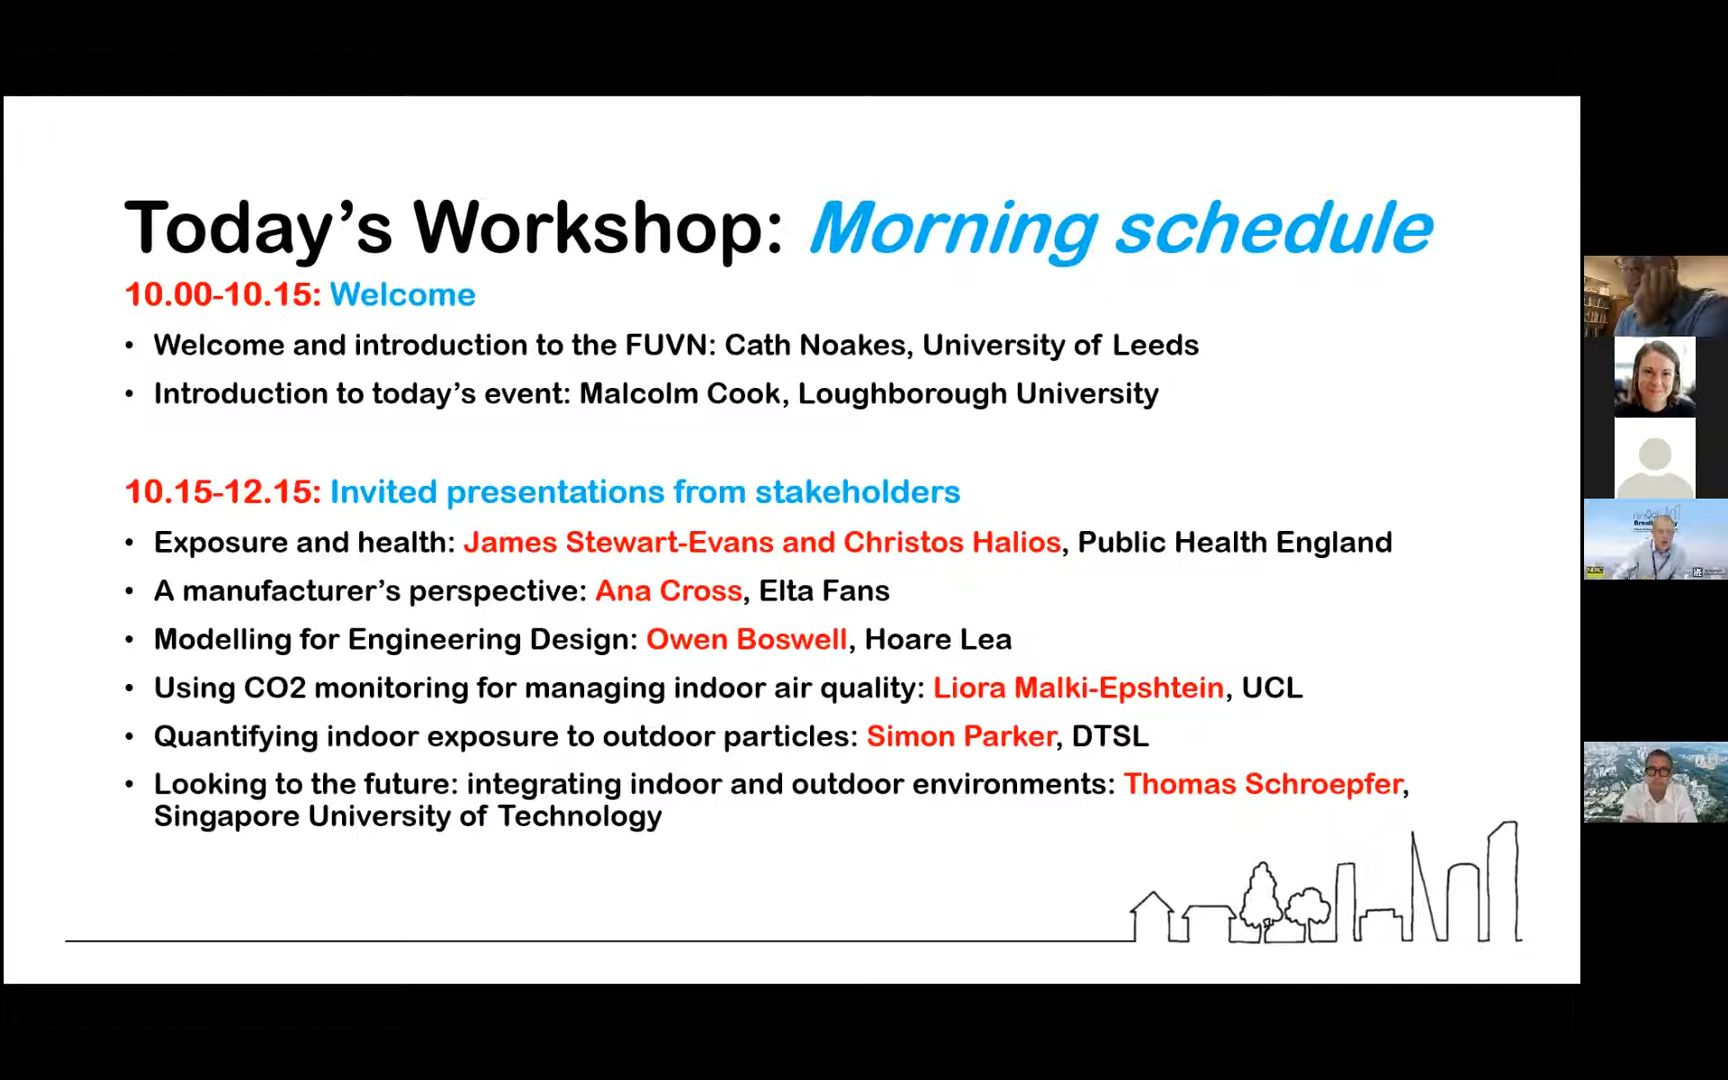 Today’s Workshop: Morning schedule
10.00-10.15: Welcome
• Welcome and introduction to the FUVN: Cath Noakes, University of Leeds
• Introduction to today’s event: Malcolm Cook, Loughborough University
10.15-12.15: Invited presentations from stakeholders
• Exposure and health: James Stewart-Evans and Christos Halios, Public Health England
• A manufacturer’s perspective: Ana Cross, Elta Fans
• Modelling for Engineering Design: Owen Boswell, Hoare Lea
• Using CO2 monitoring for managing indoor air quality: Liora Malki-Epshtein, UCL
• Quantifying indoor exposure to outdoor particles: Simon Parker, DTSL
• Looking to the future: integrating indoor and outdoor environments: Thomas Schroepfer,
Singapore University of Technology